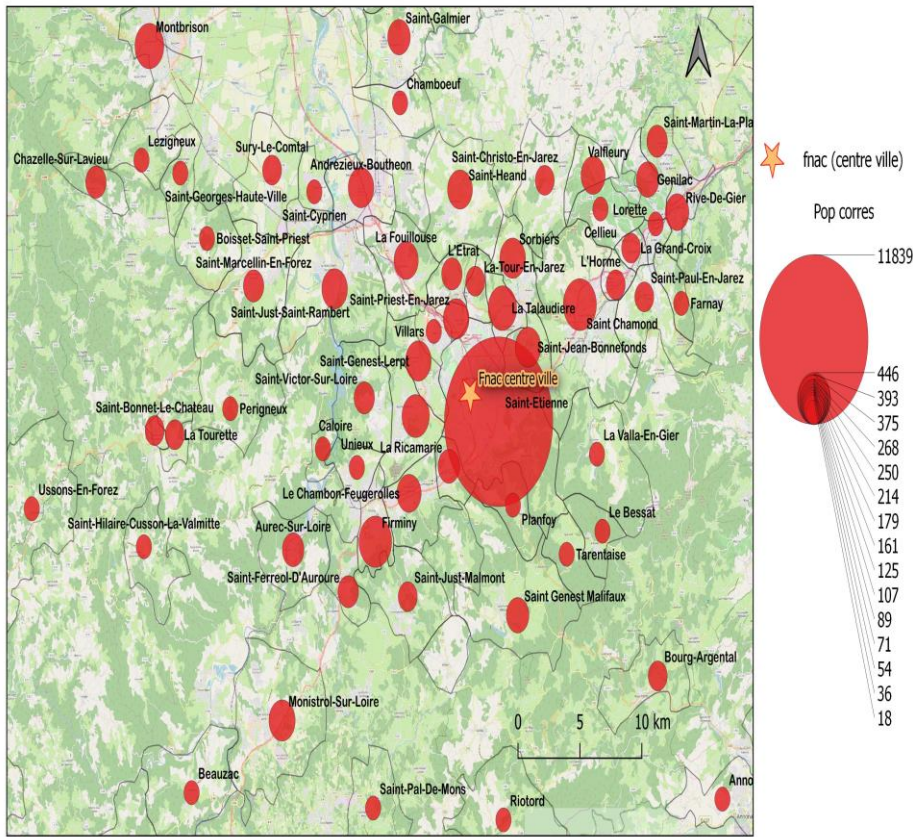 Montbrison
Saint-Galmier
Chamboeuf
Saint-Martin-La-Pla
Lezigneux
Chazelle-Sur-Lavieu
Sury-Le-Comtal
Andrezieux-Boutheon
Saint-Christo-En-Jarez
Valfleury
Saint-Heand
Genilac
Saint-Georges-Haute-Ville
Saint-Cyprien
Rive-De-Gier
Lorette
Cellieu
Boisset-Saint-Priest
La Fouillouse
L'Etrat
Sorbiers
La Grand-Croix
Saint-Marcellin-En-Forez
La-Tour-En-Jarez
L'Horme
Saint-Paul-En-Jarez
Saint-Just-Saint-Rambert
Saint-Priest-En-Jarez
La Talaudiere
Farnay
Saint Chamond
Villars
Saint-Jean-Bonnefonds
Saint-Genest-Lerpt
Fnac centre ville
Saint-Victor-Sur-Loire
Saint-Etienne
Saint-Bonnet-Le-Chateau
Perigneux
La Tourette
Caloire
Unieux
La Ricamarie
La Valla-En-Gier
Ussons-En-Forez
Le Chambon-Feugerolles
Saint-Hilaire-Cusson-La-Valmitte
Aurec-Sur-Loire
Firminy
Planfoy
Le Bessat
Tarentaise
Saint-Ferreol-D'Auroure
Saint-Just-Malmont
Saint Genest Malifaux
Bourg-Argental
Monistrol-Sur-Loire
0 5 10 km
Beauzac
Saint-Pal-De-Mons
Riotord
Anno
fnac (centre ville)
Pop corres
11839
446
393
375
268
250
214
179
161
125
107
89
71
54
36
18